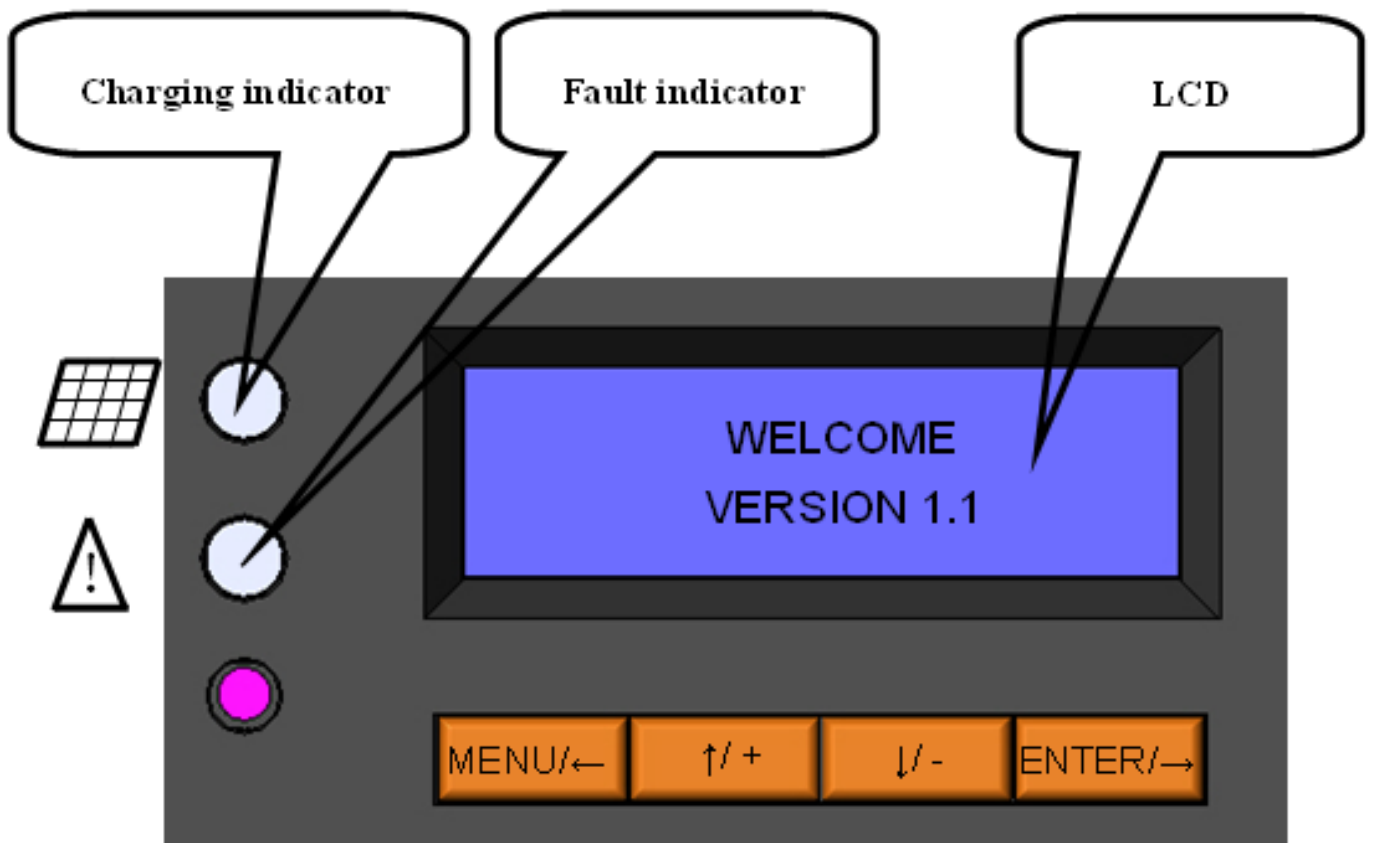 Charging indicator
Fault indicator
LCD
WELCOME
VERSION 1.1
!
MENU/←
↑/ +
↓/ -
ENTER/→